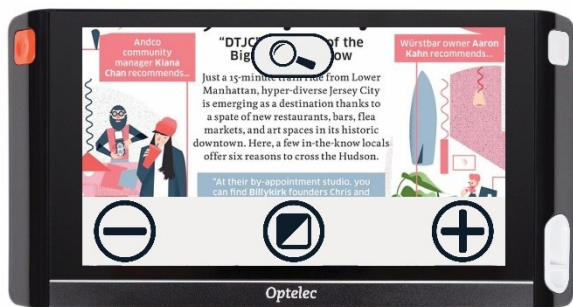 Andco
community
manager Kiana
Chan recommends...
"DTJC" of the
Big ow
Just a 15-minute train ride from Lower
Manhattan, hyper-diverse Jersey City
is emerging as a destination thanks to
a spate of new restaurants, bars, flea
markets, and art spaces in its historic
downtown. Here, a few in-the-know locals
offer six reasons to cross the Hudson.
Würstbar owner Aaron
Kahn recommends...
"At their by-appointment studio, you
can find Billykirk founders Chris and
Optelec